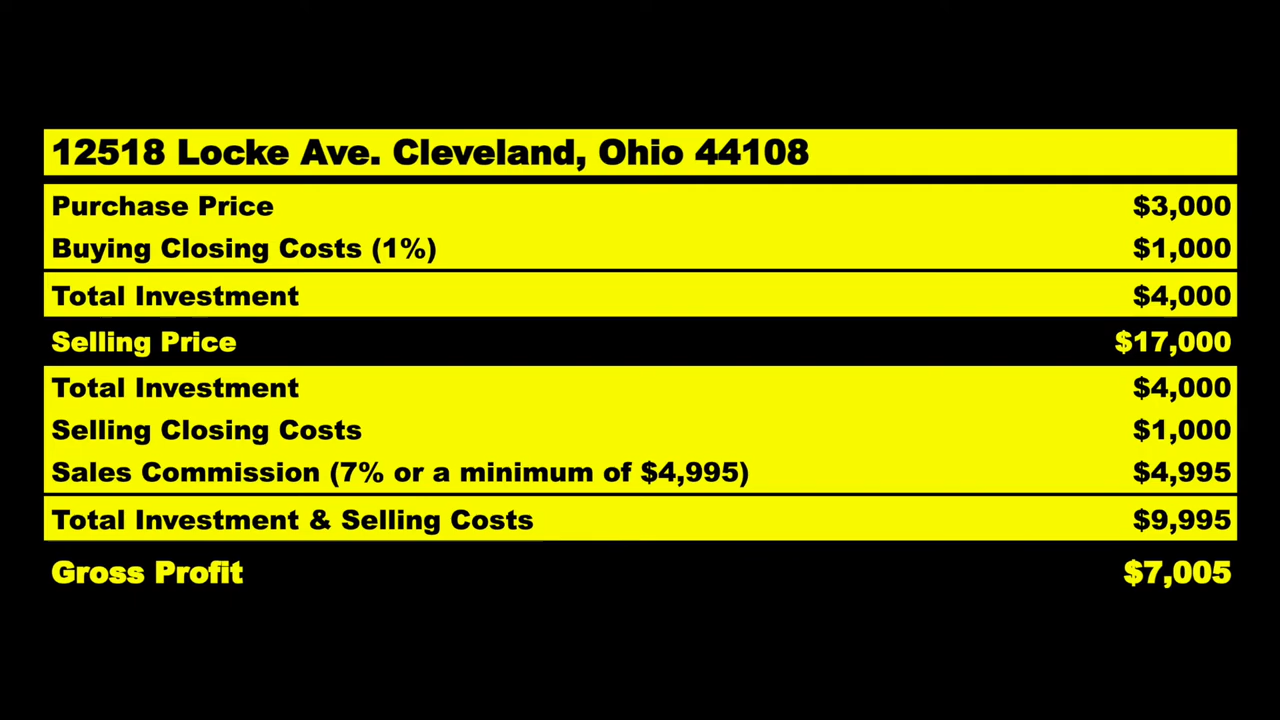 12518 Locke Ave. Cleveland, Ohio 44108
Purchase Price $3,000
Buying Closing Costs (1%) $1,000
Total Investment $4,000
Selling Price $17,000
Total Investment $4,000
Selling Closing Costs $1,000
Sales Commission (7% or a minimum of $4,995) $4,995
Total Investment & Selling Costs $9,995
Gross Profit $7,005